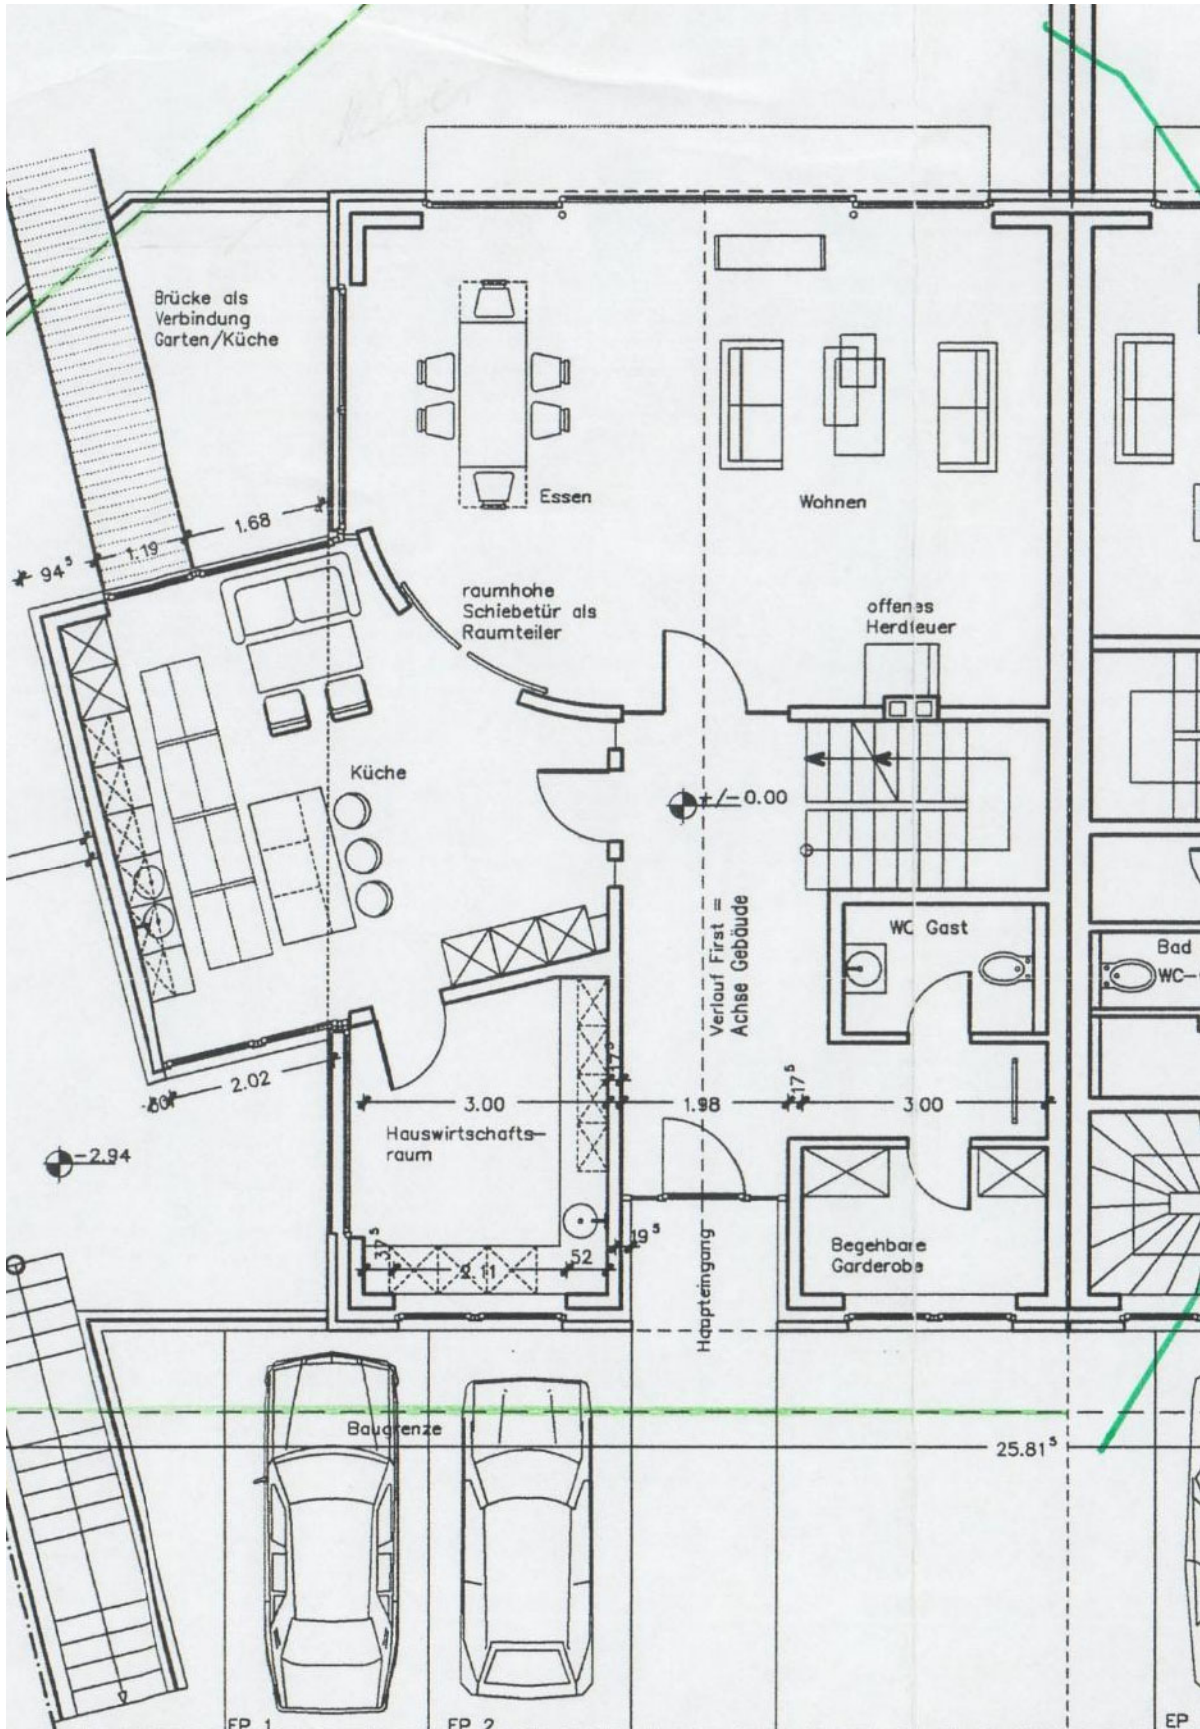 Brücke als
Verbindung
Garten/Küche
94⁵
1.19
1.68
Essen
Wohnen
raumhohe
Schiebetür als
Raumteiler
offenes
Herdfeuer
Küche
+/-0.00
Verlauf First =
Achse Gebäude
WC Gast
Bad
WC-
2.02
-2.94
3.00
17⁵
1.98
17⁵
3.00
Hauswirtschafts-
raum
37⁵
2.11
52
19⁵
Haupteingang
Begehbare
Garderobe
Baugrenze
25.81⁵
EP 1
EP 2
EP